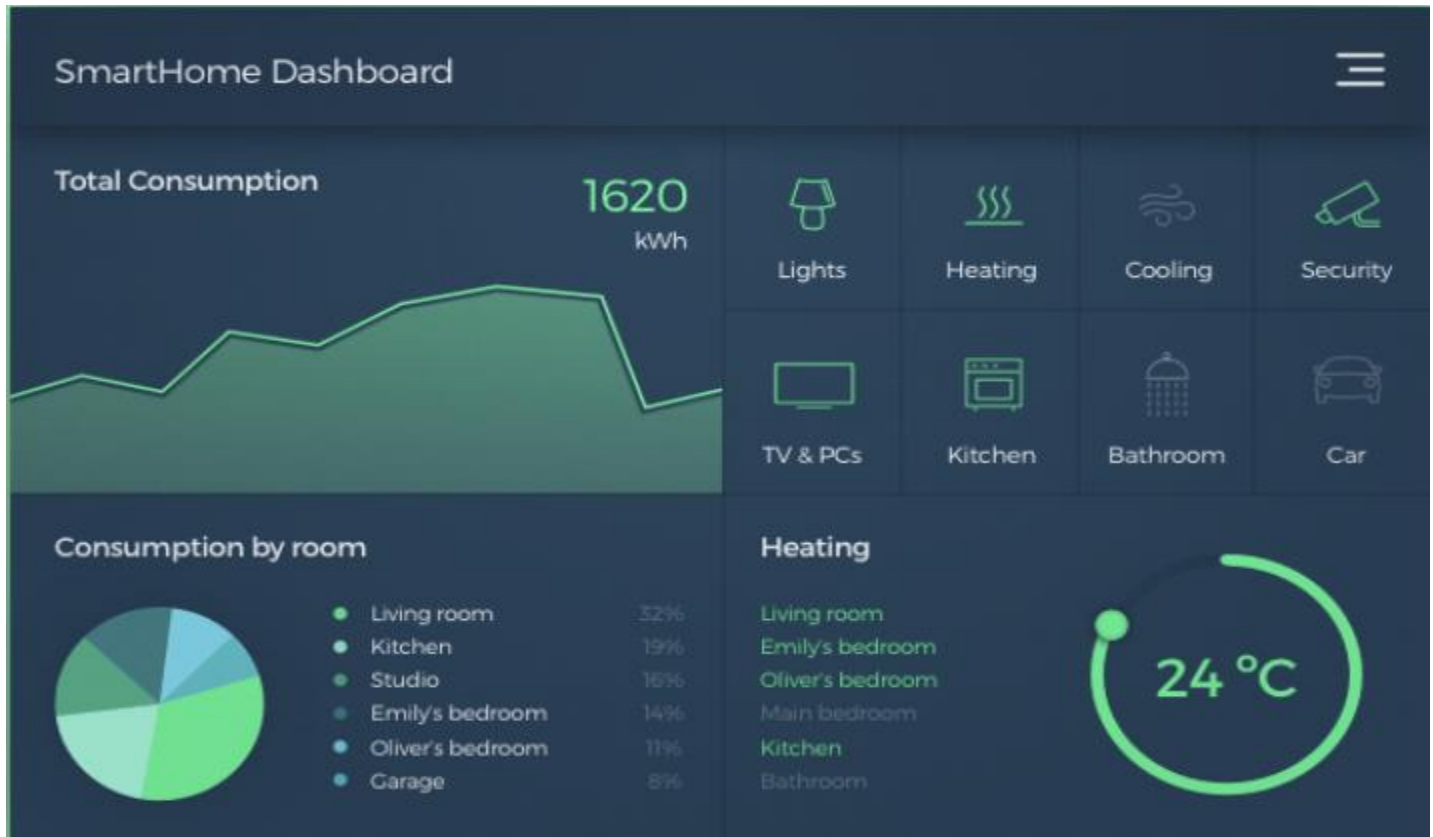 SmartHome Dashboard
Total Consumption
1620
kWh
Lights
Heating
Cooling
Security
TV & PCs
Kitchen
Bathroom
Car
Consumption by room
Living room 32%
Kitchen 19%
Studio 16%
Emily's bedroom 14%
Oliver's bedroom 11%
Garage 8%
Heating
Living room
Emily's bedroom
Oliver's bedroom
Main bedroom
Kitchen
Bathroom
24 °C